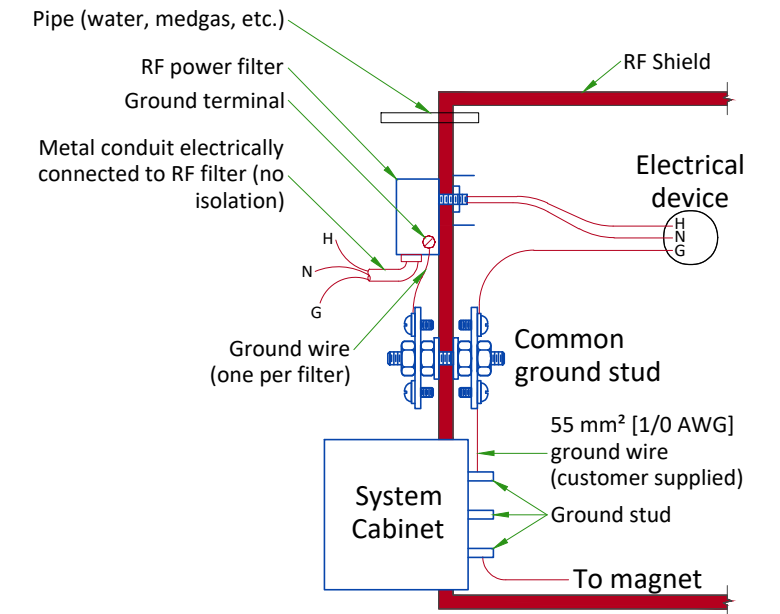 Pipe (water, medgas, etc.)
RF power filter
Ground terminal
Metal conduit electrically
connected to RF filter (no
isolation)
H
N
G
Ground wire
(one per filter)
RF Shield
Electrical
device
H
N
G
Common
ground stud
55 mm² [1/0 AWG]
ground wire
(customer supplied)
Ground stud
System
Cabinet
To magnet